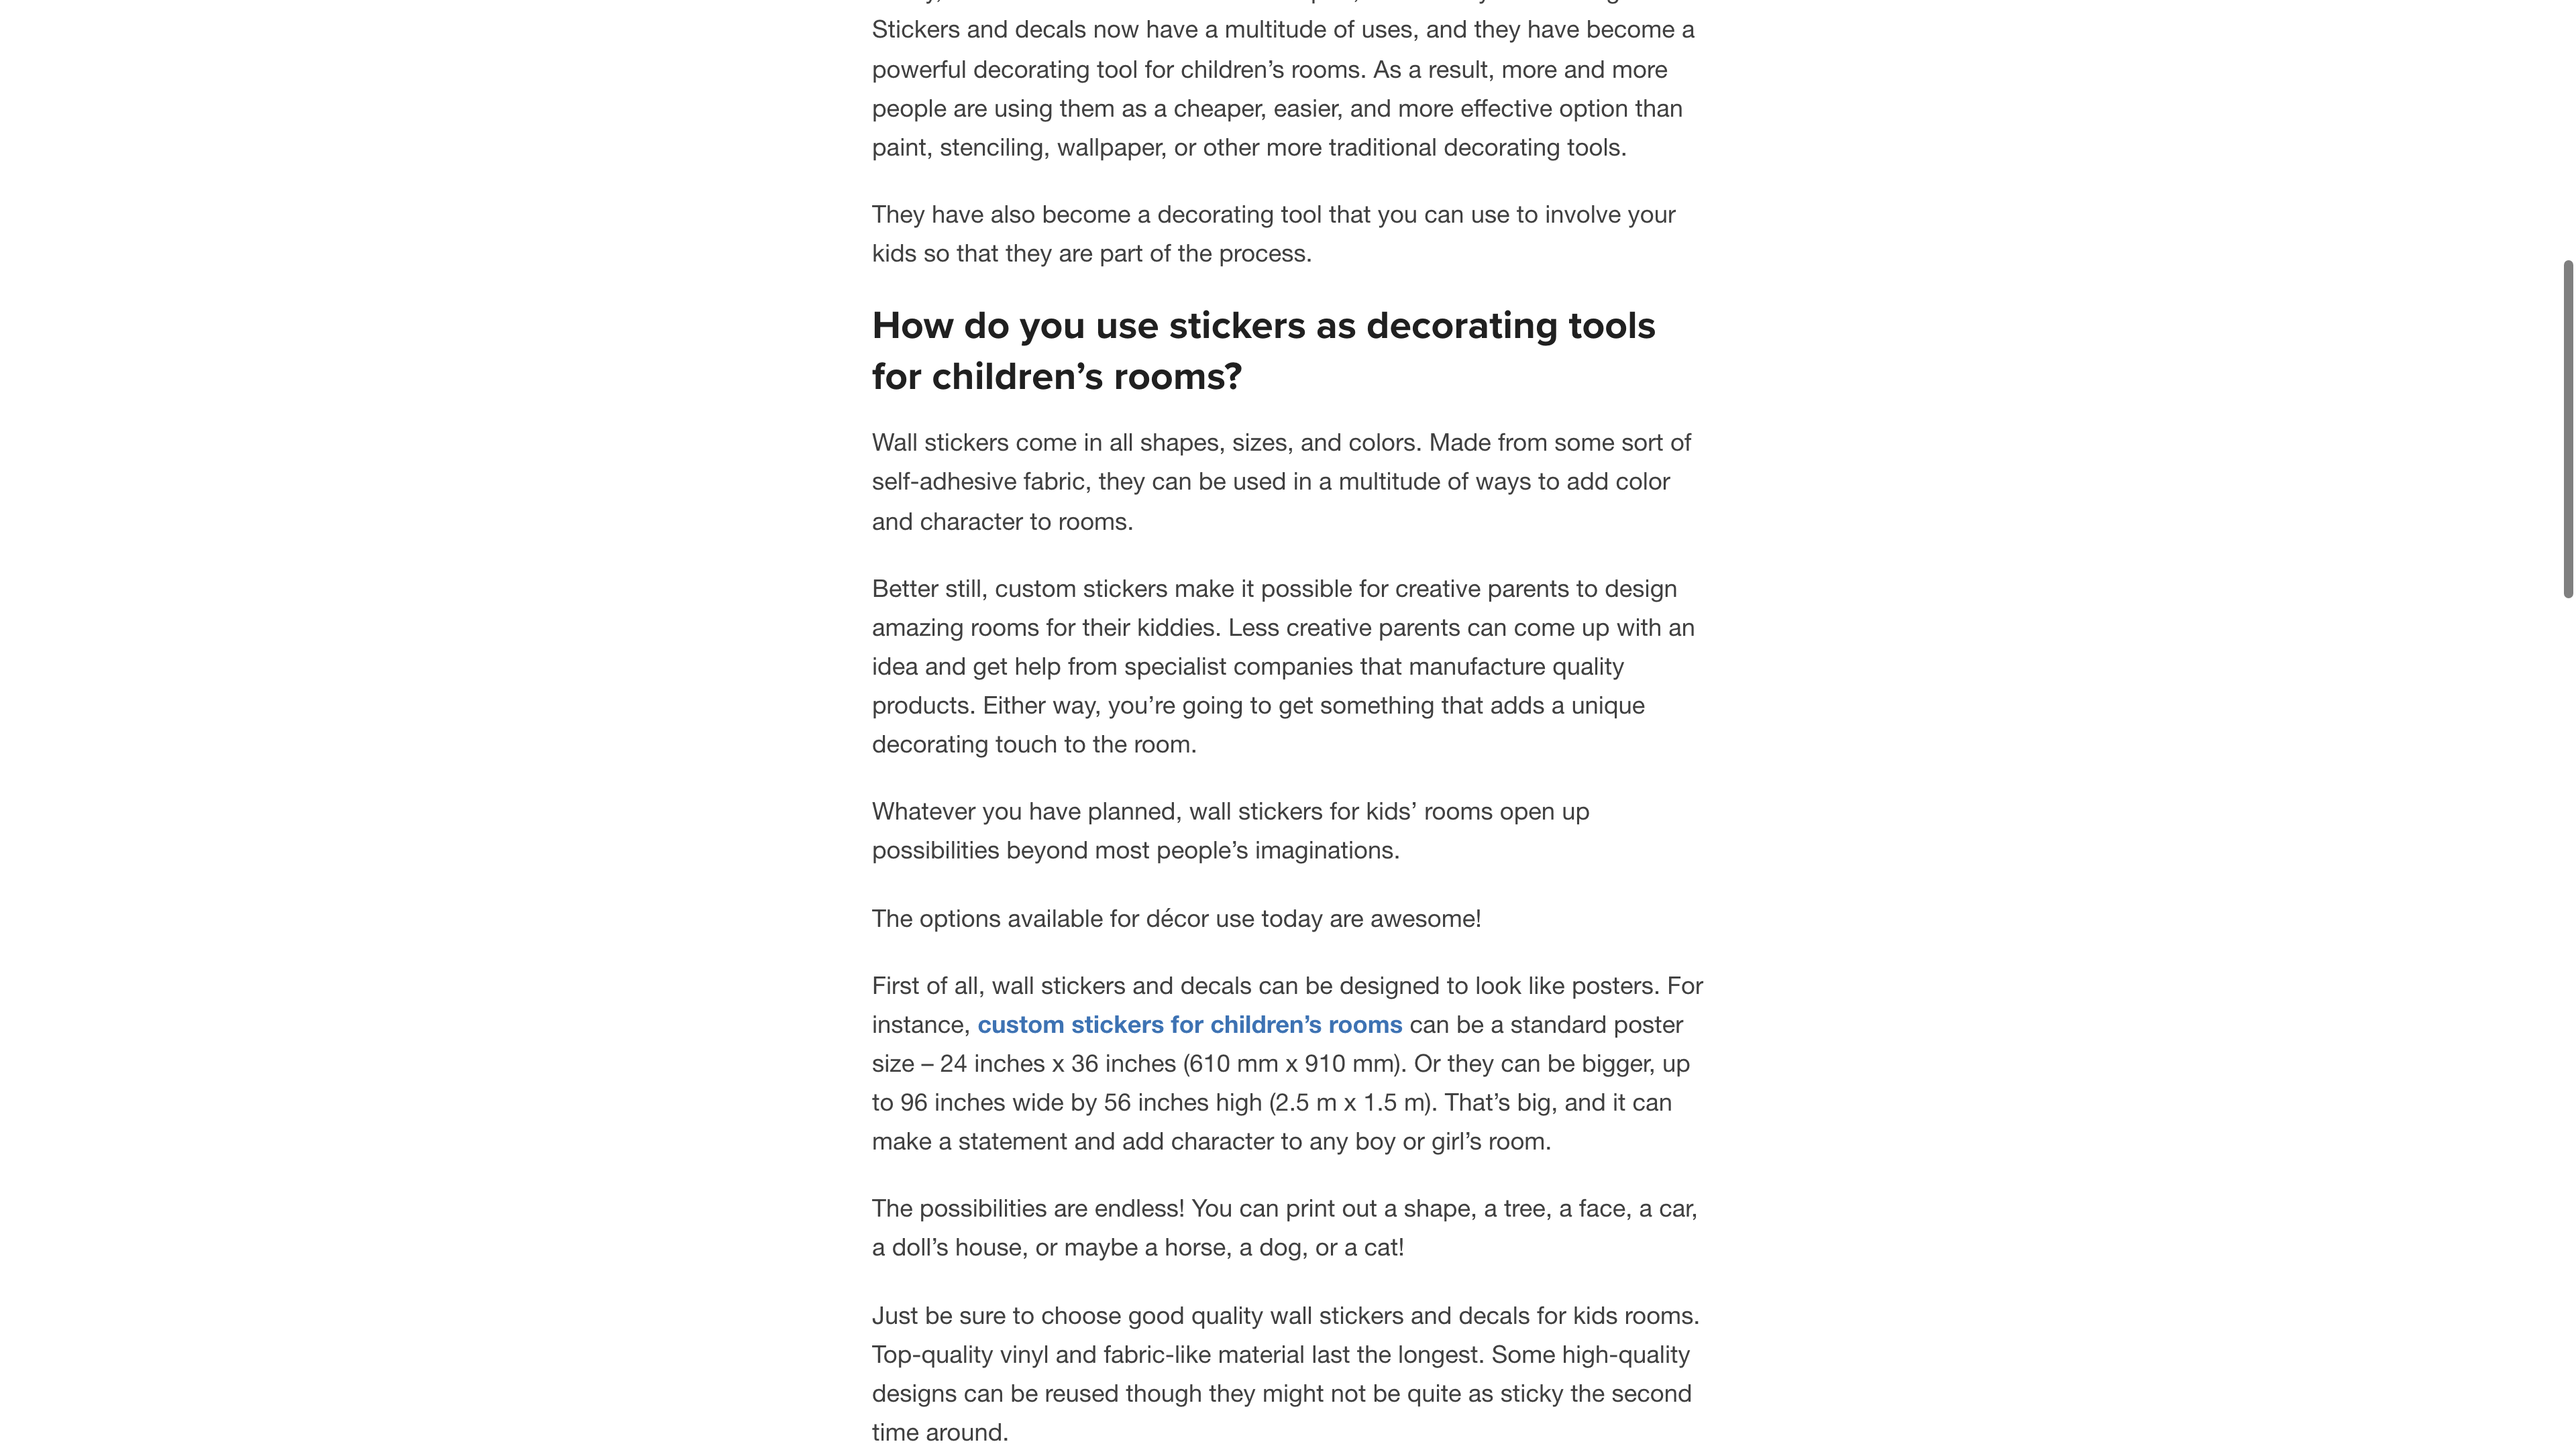 Stickers and decals now have a multitude of uses, and they have become a
powerful decorating tool for children’s rooms. As a result, more and more
people are using them as a cheaper, easier, and more effective option than
paint, stenciling, wallpaper, or other more traditional decorating tools.
They have also become a decorating tool that you can use to involve your
kids so that they are part of the process.
How do you use stickers as decorating tools
for children’s rooms?
Wall stickers come in all shapes, sizes, and colors. Made from some sort of
self-adhesive fabric, they can be used in a multitude of ways to add color
and character to rooms.
Better still, custom stickers make it possible for creative parents to design
amazing rooms for their kiddies. Less creative parents can come up with an
idea and get help from specialist companies that manufacture quality
products. Either way, you’re going to get something that adds a unique
decorating touch to the room.
Whatever you have planned, wall stickers for kids’ rooms open up
possibilities beyond most people’s imaginations.
The options available for décor use today are awesome!
First of all, wall stickers and decals can be designed to look like posters. For
instance, custom stickers for children’s rooms can be a standard poster
size – 24 inches x 36 inches (610 mm x 910 mm). Or they can be bigger, up
to 96 inches wide by 56 inches high (2.5 m x 1.5 m). That’s big, and it can
make a statement and add character to any boy or girl’s room.
The possibilities are endless! You can print out a shape, a tree, a face, a car,
a doll’s house, or maybe a horse, a dog, or a cat!
Just be sure to choose good quality wall stickers and decals for kids rooms.
Top-quality vinyl and fabric-like material last the longest. Some high-quality
designs can be reused though they might not be quite as sticky the second
time around.